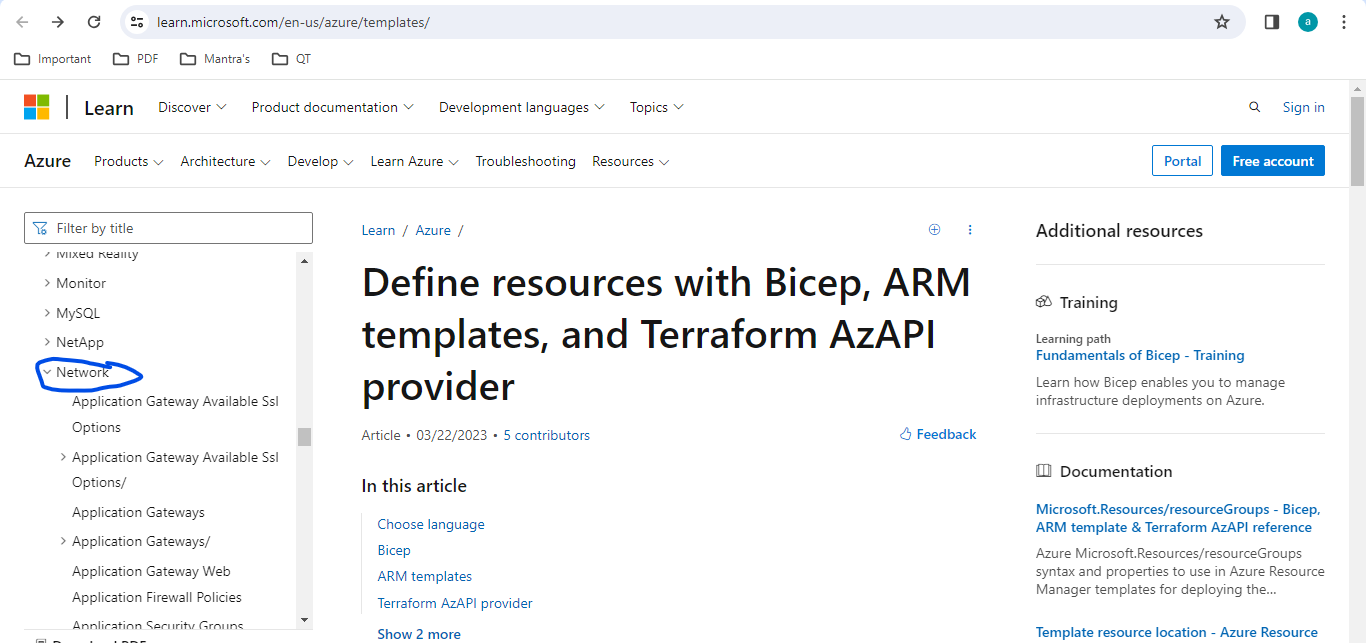 learn.microsoft.com/en-us/azure/templates/
a
Important PDF Mantra's QT
Learn Discover Product documentation Development languages Topics Sign in
Azure Products Architecture Develop Learn Azure Troubleshooting Resources Portal Free account
Filter by title
Mixed Reality
Monitor
MySQL
NetApp
Network
Application Gateway Available Ssl
Options
Application Gateway Available Ssl
Options/
Application Gateways
Application Gateways/
Application Gateway Web
Application Firewall Policies
Application Security Groups
Download PDF
Learn / Azure /
Define resources with Bicep, ARM
templates, and Terraform AzAPI
provider
Article • 03/22/2023 • 5 contributors
Feedback
In this article
Choose language
Bicep
ARM templates
Terraform AzAPI provider
Show 2 more
Additional resources
Training
Learning path
Fundamentals of Bicep - Training
Learn how Bicep enables you to manage
infrastructure deployments on Azure.
Documentation
Microsoft.Resources/resourceGroups - Bicep,
ARM template & Terraform AzAPI reference
Azure Microsoft.Resources/resourceGroups
syntax and properties to use in Azure Resource
Manager templates for deploying the...
Template resource location - Azure Resource